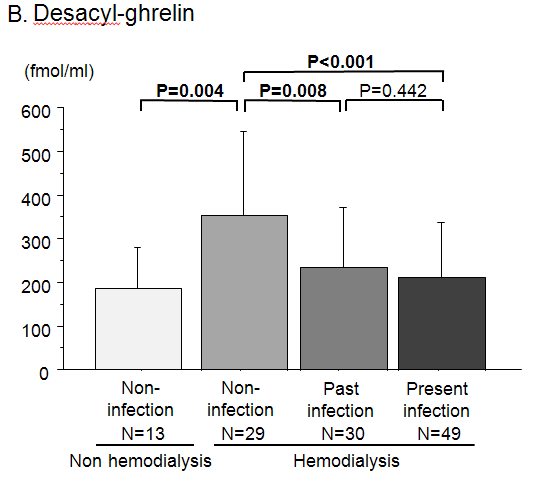 B. Desacyl-ghrelin
(fmol/ml)
P<0.001
P=0.004 P=0.008 P=0.442
600
500
400
300
200
100
0
Non-
infection
N=13
Non-
infection
N=29
Past
infection
N=30
Present
infection
N=49
Non hemodialysis
Hemodialysis